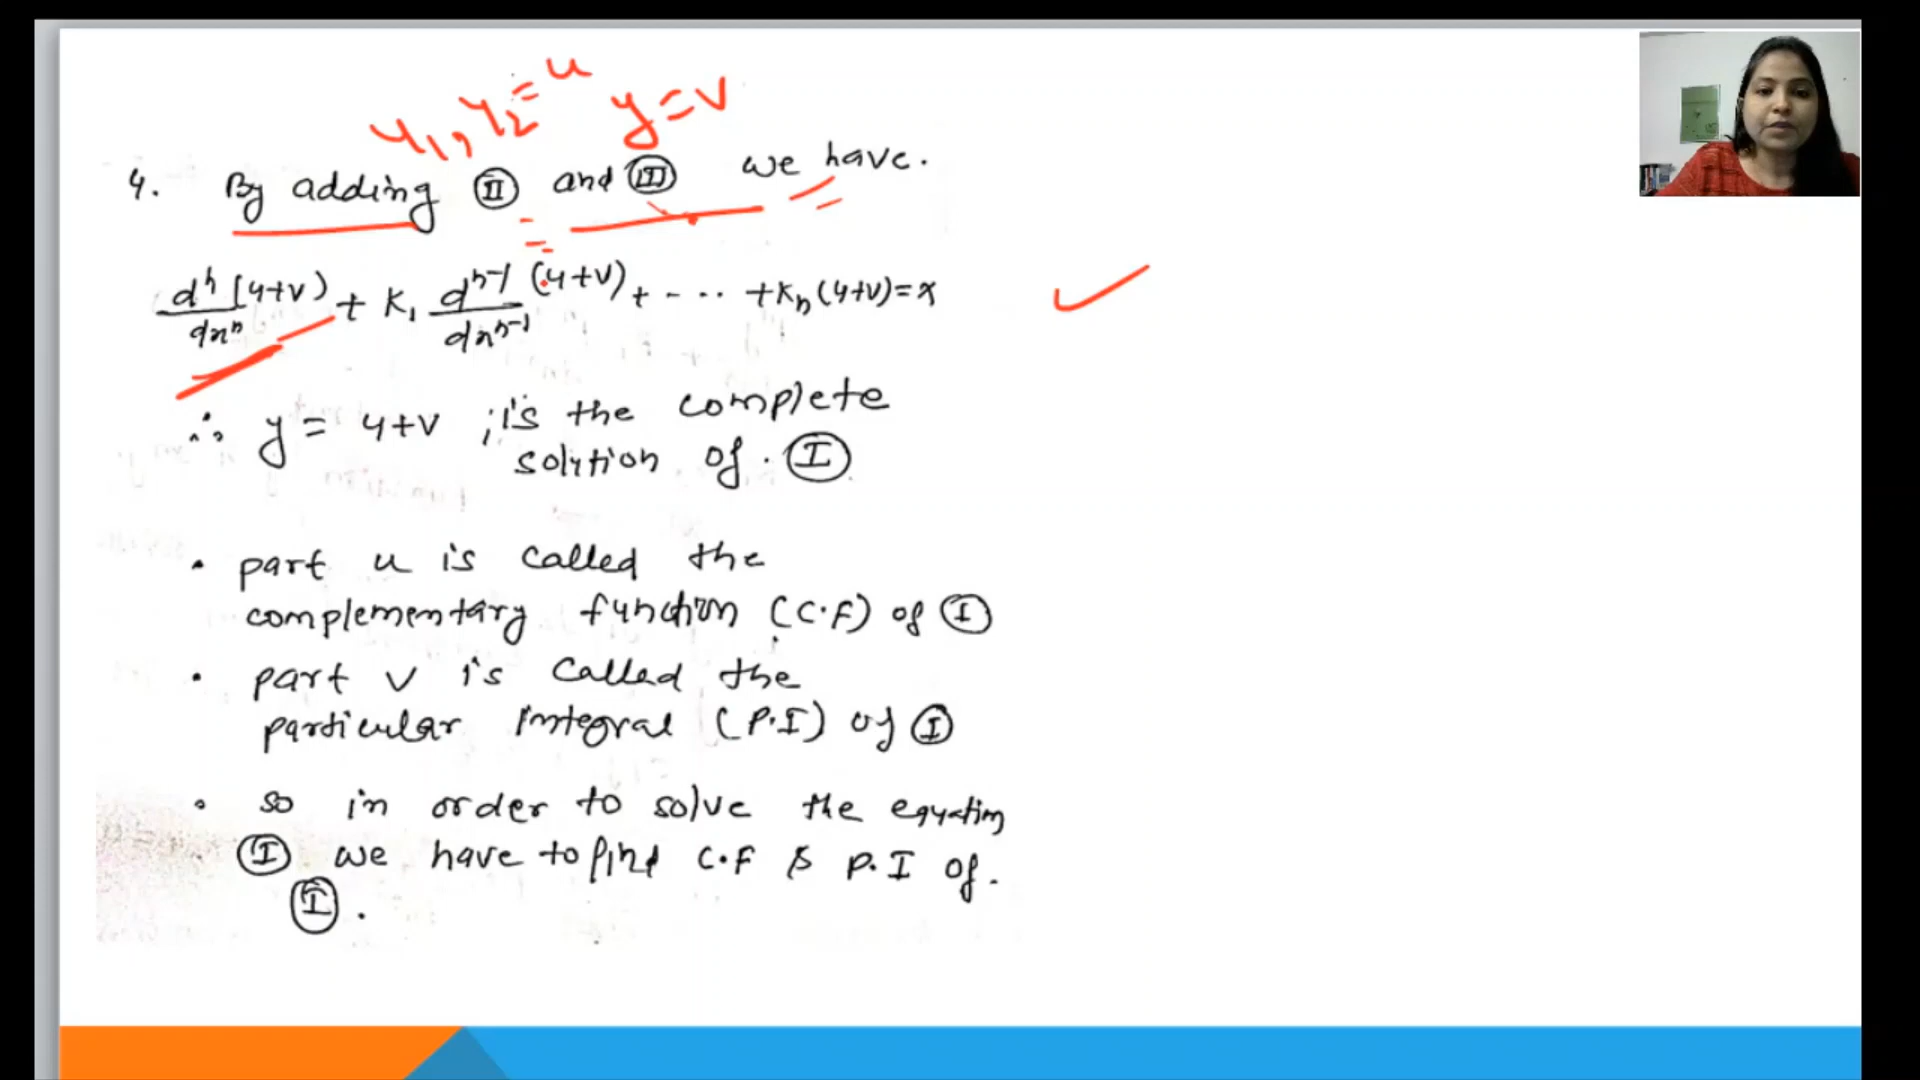 y₁, y₂ = u y = v
4. By adding Ⅱ and Ⅲ we have.
dⁿ(u+v)/dxⁿ + K₁ dⁿ⁻¹(u+v)/dxⁿ⁻¹ + - ·· + Kₙ(u+v) = x
∴ y = u+v ; is the complete
solution of. Ⅰ
• part u is called the
complementary function (C.F) of Ⅰ
• part v is called the
particular integral (P.I) of Ⅰ
• so in order to solve the equation
Ⅰ we have to find C.F & P.I of.
Ⅰ.